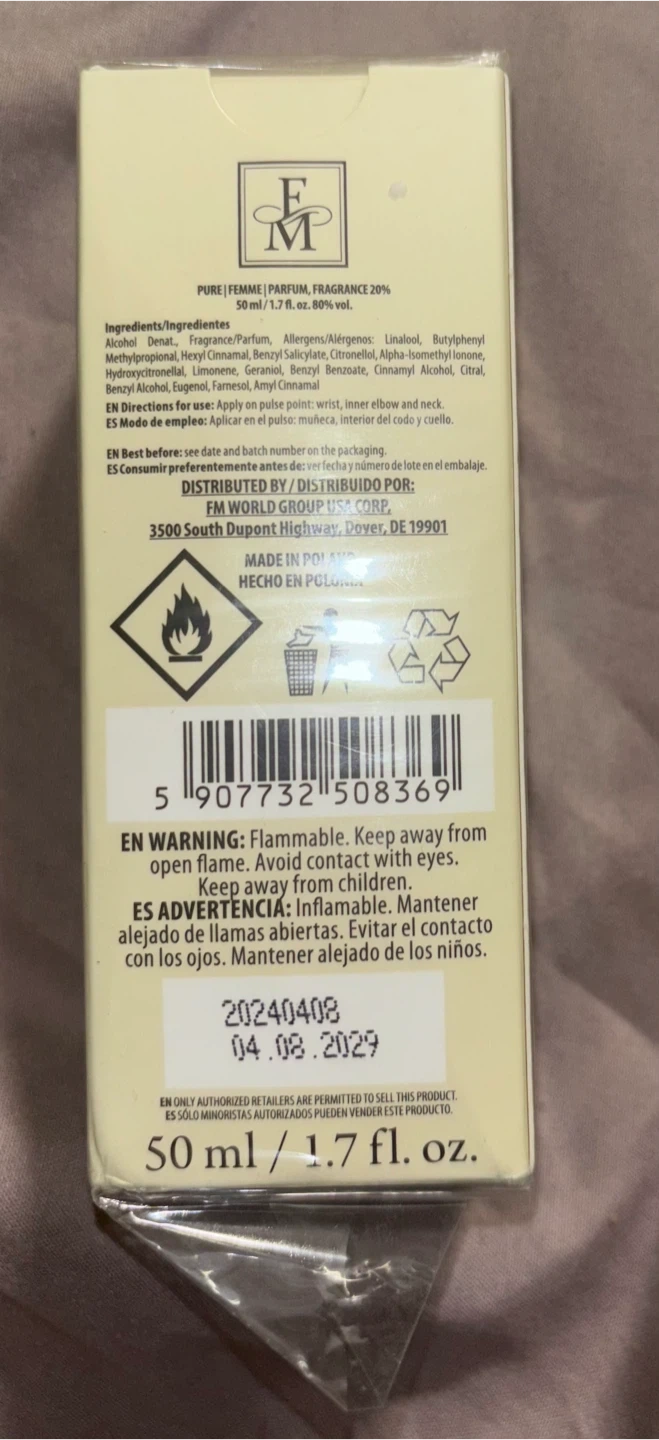 FM
PURE | FEMME | PARFUM, FRAGRANCE 20%
50 ml / 1.7 fl. oz. 80% vol.
Ingredients/Ingredientes
Alcohol Denat., Fragrance/Parfum, Allergens/Alérgenos: Linalool, Butylphenyl
Methylpropional, Hexyl Cinnamal, Benzyl Salicylate, Citronellol, Alpha-Isomethyl Ionone,
Hydroxycitronellal, Limonene, Geraniol, Benzyl Benzoate, Cinnamyl Alcohol, Citral,
Benzyl Alcohol, Eugenol, Farnesol, Amyl Cinnamal
EN Directions for use: Apply on pulse point: wrist, inner elbow and neck.
ES Modo de empleo: Aplicar en el pulso: muñeca, interior del codo y cuello.
EN Best before: see date and batch number on the packaging.
ES Consumir preferentemente antes de: ver fecha y número de lote en el embalaje.
DISTRIBUTED BY / DISTRIBUIDO POR:
FM WORLD GROUP USA CORP,
3500 South Dupont Highway, Dover, DE 19901
MADE IN POLAND
HECHO EN POLONIA
5 907732 508369
EN WARNING: Flammable. Keep away from
open flame. Avoid contact with eyes.
Keep away from children.
ES ADVERTENCIA: Inflamable. Mantener
alejado de llamas abiertas. Evitar el contacto
con los ojos. Mantener alejado de los niños.
20240408
04.08.2029
EN ONLY AUTHORIZED RETAILERS ARE PERMITTED TO SELL THIS PRODUCT.
ES SÓLO MINORISTAS AUTORIZADOS PUEDEN VENDER ESTE PRODUCTO.
50 ml / 1.7 fl. oz.